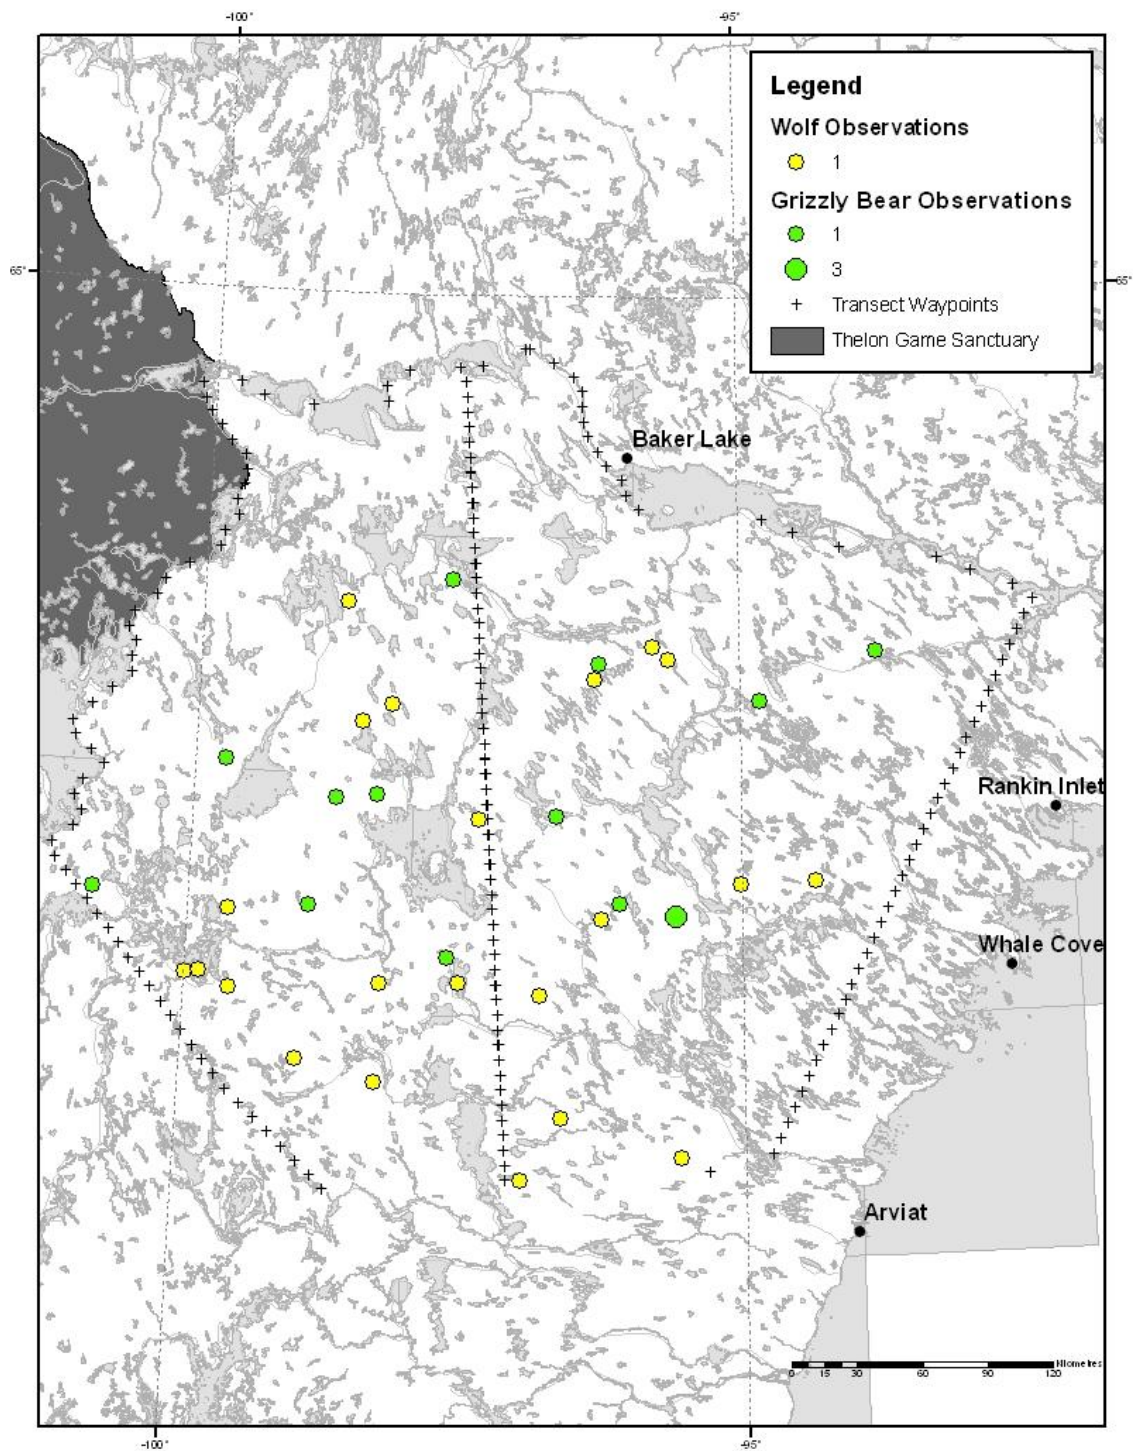 -100°
-95°
Legend
Wolf Observations
1
Grizzly Bear Observations
1
3
Transect Waypoints
Thelon Game Sanctuary
65°
65°
Baker Lake
Rankin Inlet
Whale Cove
Arviat
Kilometres
0 15 30 60 90 120
-100°
-95°